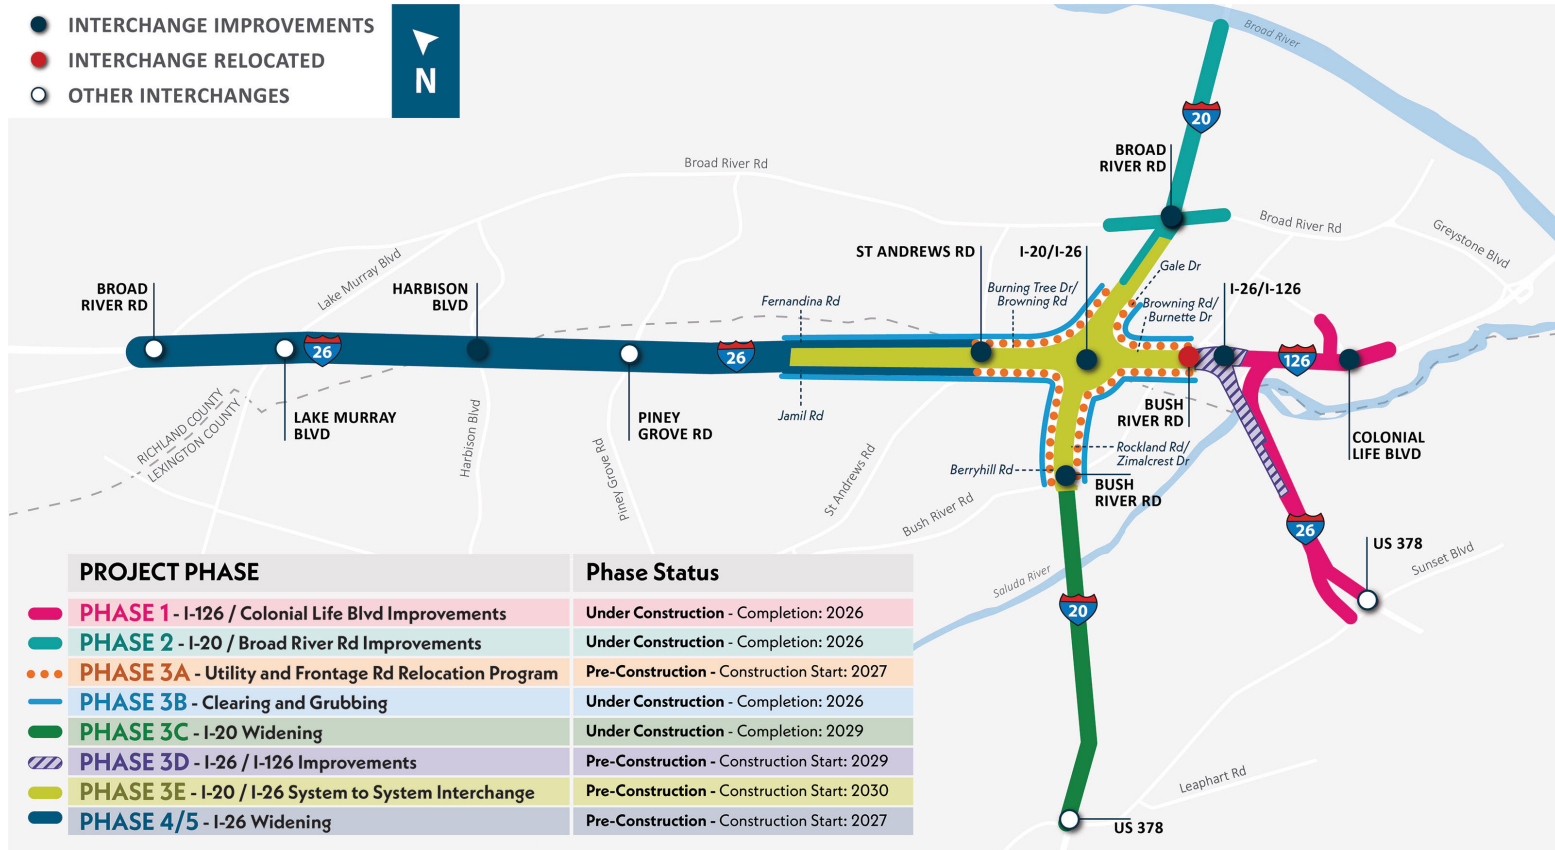 INTERCHANGE IMPROVEMENTS
INTERCHANGE RELOCATED
OTHER INTERCHANGES
N
Broad River
20
BROAD
RIVER RD
Broad River Rd
Broad River Rd
Greystone Blvd
Lake Murray Blvd
ST ANDREWS RD
I-20/I-26
Gale Dr
BROAD
RIVER RD
HARBISON
BLVD
Fernandina Rd
Burning Tree Dr/
Browning Rd
Browning Rd/
Burnette Dr
I-26/I-126
26
26
126
RICHLAND COUNTY
LEXINGTON COUNTY
LAKE MURRAY
BLVD
Harbison Blvd
PINEY
GROVE RD
Piney Grove Rd
Jamil Rd
St Andrews Rd
BUSH
RIVER RD
COLONIAL
LIFE BLVD
Rockland Rd/
Zimalcrest Dr
Berryhill Rd
BUSH
RIVER RD
Bush River Rd
26
US 378
Sunset Blvd
Saluda River
20
Leaphart Rd
US 378
PROJECT PHASE Phase Status
PHASE 1 - I-126 / Colonial Life Blvd Improvements Under Construction - Completion: 2026
PHASE 2 - I-20 / Broad River Rd Improvements Under Construction - Completion: 2026
PHASE 3A - Utility and Frontage Rd Relocation Program Pre-Construction - Construction Start: 2027
PHASE 3B - Clearing and Grubbing Under Construction - Completion: 2026
PHASE 3C - I-20 Widening Under Construction - Completion: 2029
PHASE 3D - I-26 / I-126 Improvements Pre-Construction - Construction Start: 2029
PHASE 3E - I-20 / I-26 System to System Interchange Pre-Construction - Construction Start: 2030
PHASE 4/5 - I-26 Widening Pre-Construction - Construction Start: 2027